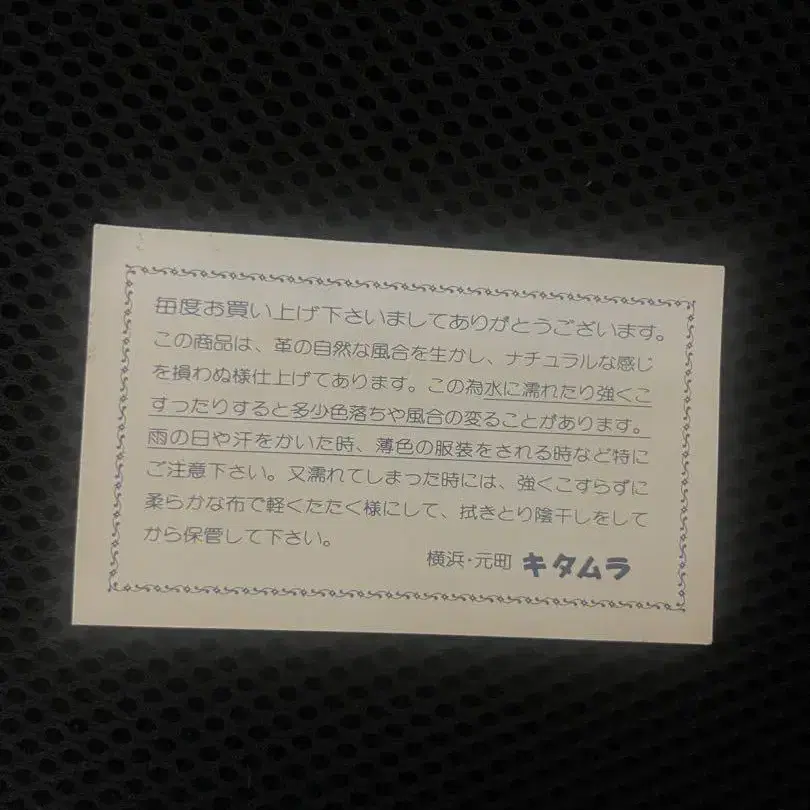 毎度お買い上げ下さいましてありがとうございます。
この商品は、革の自然な風合を生かし、ナチュラルな感じ
を損わぬ様仕上げてあります。この為水に濡れたり強くこ
すったりすると多少色落ちや風合の変ることがあります。
雨の日や汗をかいた時、薄色の服装をされる時など特に
ご注意下さい。又濡れてしまった時には、強くこすらずに
柔らかな布で軽くたたく様にして、拭きとり陰干しをして
から保管して下さい。
横浜・元町 キタムラ